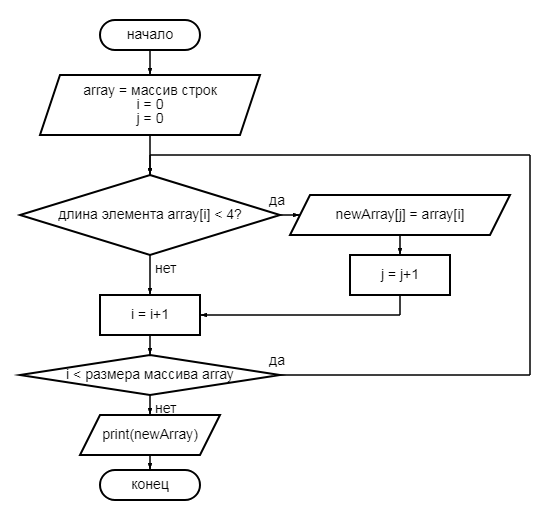 начало
array = массив строк
i = 0
j = 0
длина элемента array[i] < 4?
да
newArray[j] = array[i]
нет
j = j+1
i = i+1
i < размера массива array
да
нет
print(newArray)
конец